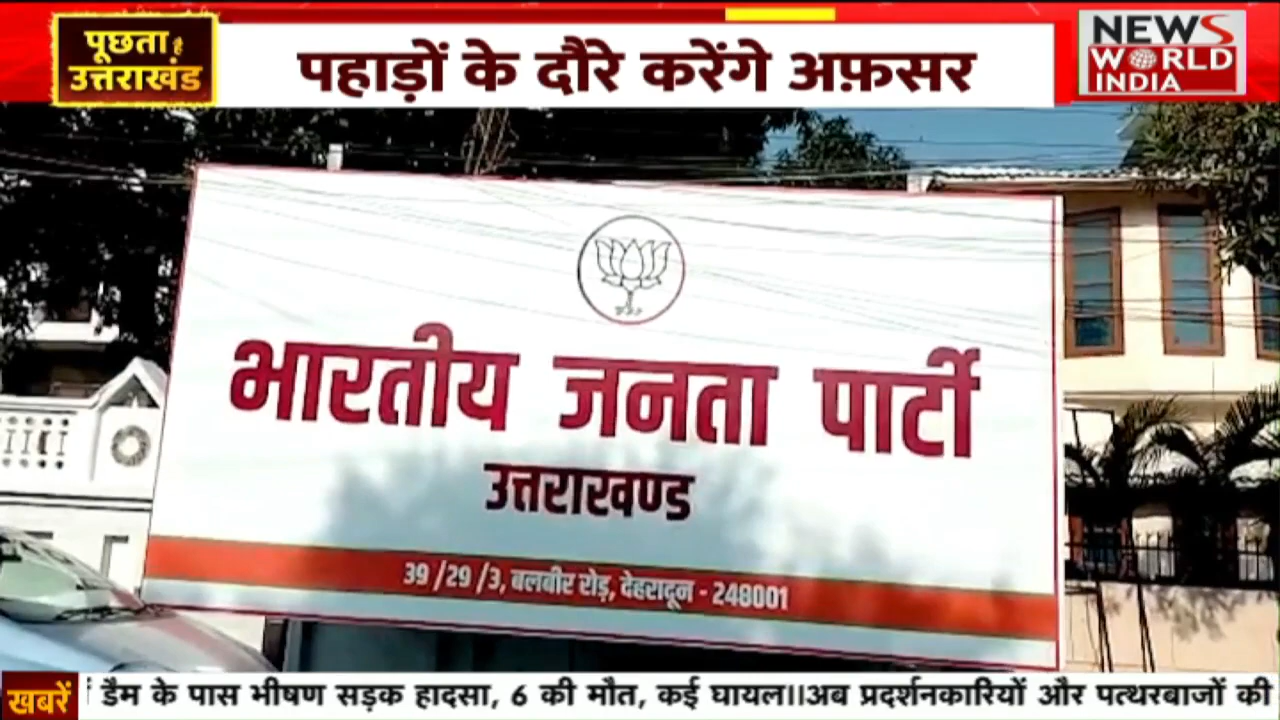 पूछता है
उत्तराखंड
पहाड़ों के दौरे करेंगे अफ़सर
NEWS
WORLD
INDIA
भारतीय जनता पार्टी
उत्तराखण्ड
39 /29 /3, बलबीर रोड़, देहरादून - 248001
खबरें
डैम के पास भीषण सड़क हादसा, 6 की मौत, कई घायल||अब प्रदर्शनकारियों और पत्थरबाजों की